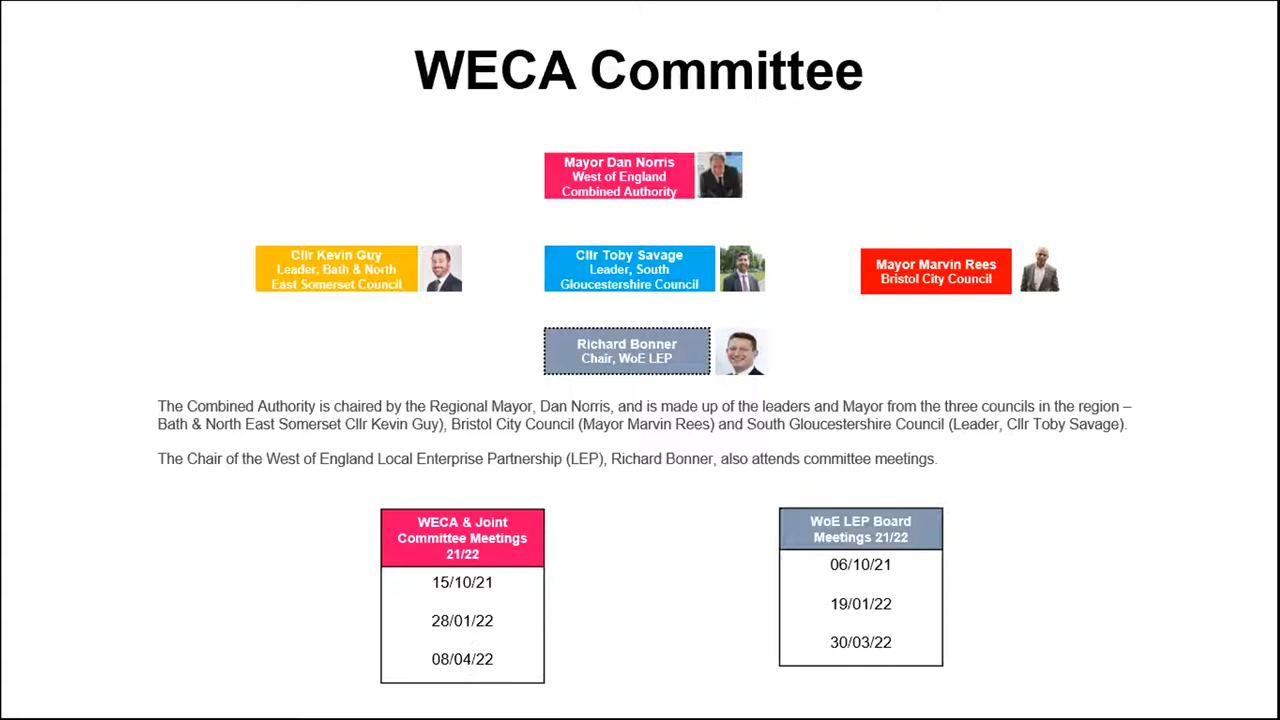 WECA Committee
Mayor Dan Norris
West of England
Combined Authority
Cllr Kevin Guy
Leader, Bath & North
East Somerset Council
Cllr Toby Savage
Leader, South
Gloucestershire Council
Mayor Marvin Rees
Bristol City Council
Richard Bonner
Chair, WoE LEP
The Combined Authority is chaired by the Regional Mayor, Dan Norris, and is made up of the leaders and Mayor from the three councils in the region –
Bath & North East Somerset Cllr Kevin Guy), Bristol City Council (Mayor Marvin Rees) and South Gloucestershire Council (Leader, Cllr Toby Savage).
The Chair of the West of England Local Enterprise Partnership (LEP), Richard Bonner, also attends committee meetings.
WECA & Joint
Committee Meetings
21/22
15/10/21
28/01/22
08/04/22
WoE LEP Board
Meetings 21/22
06/10/21
19/01/22
30/03/22